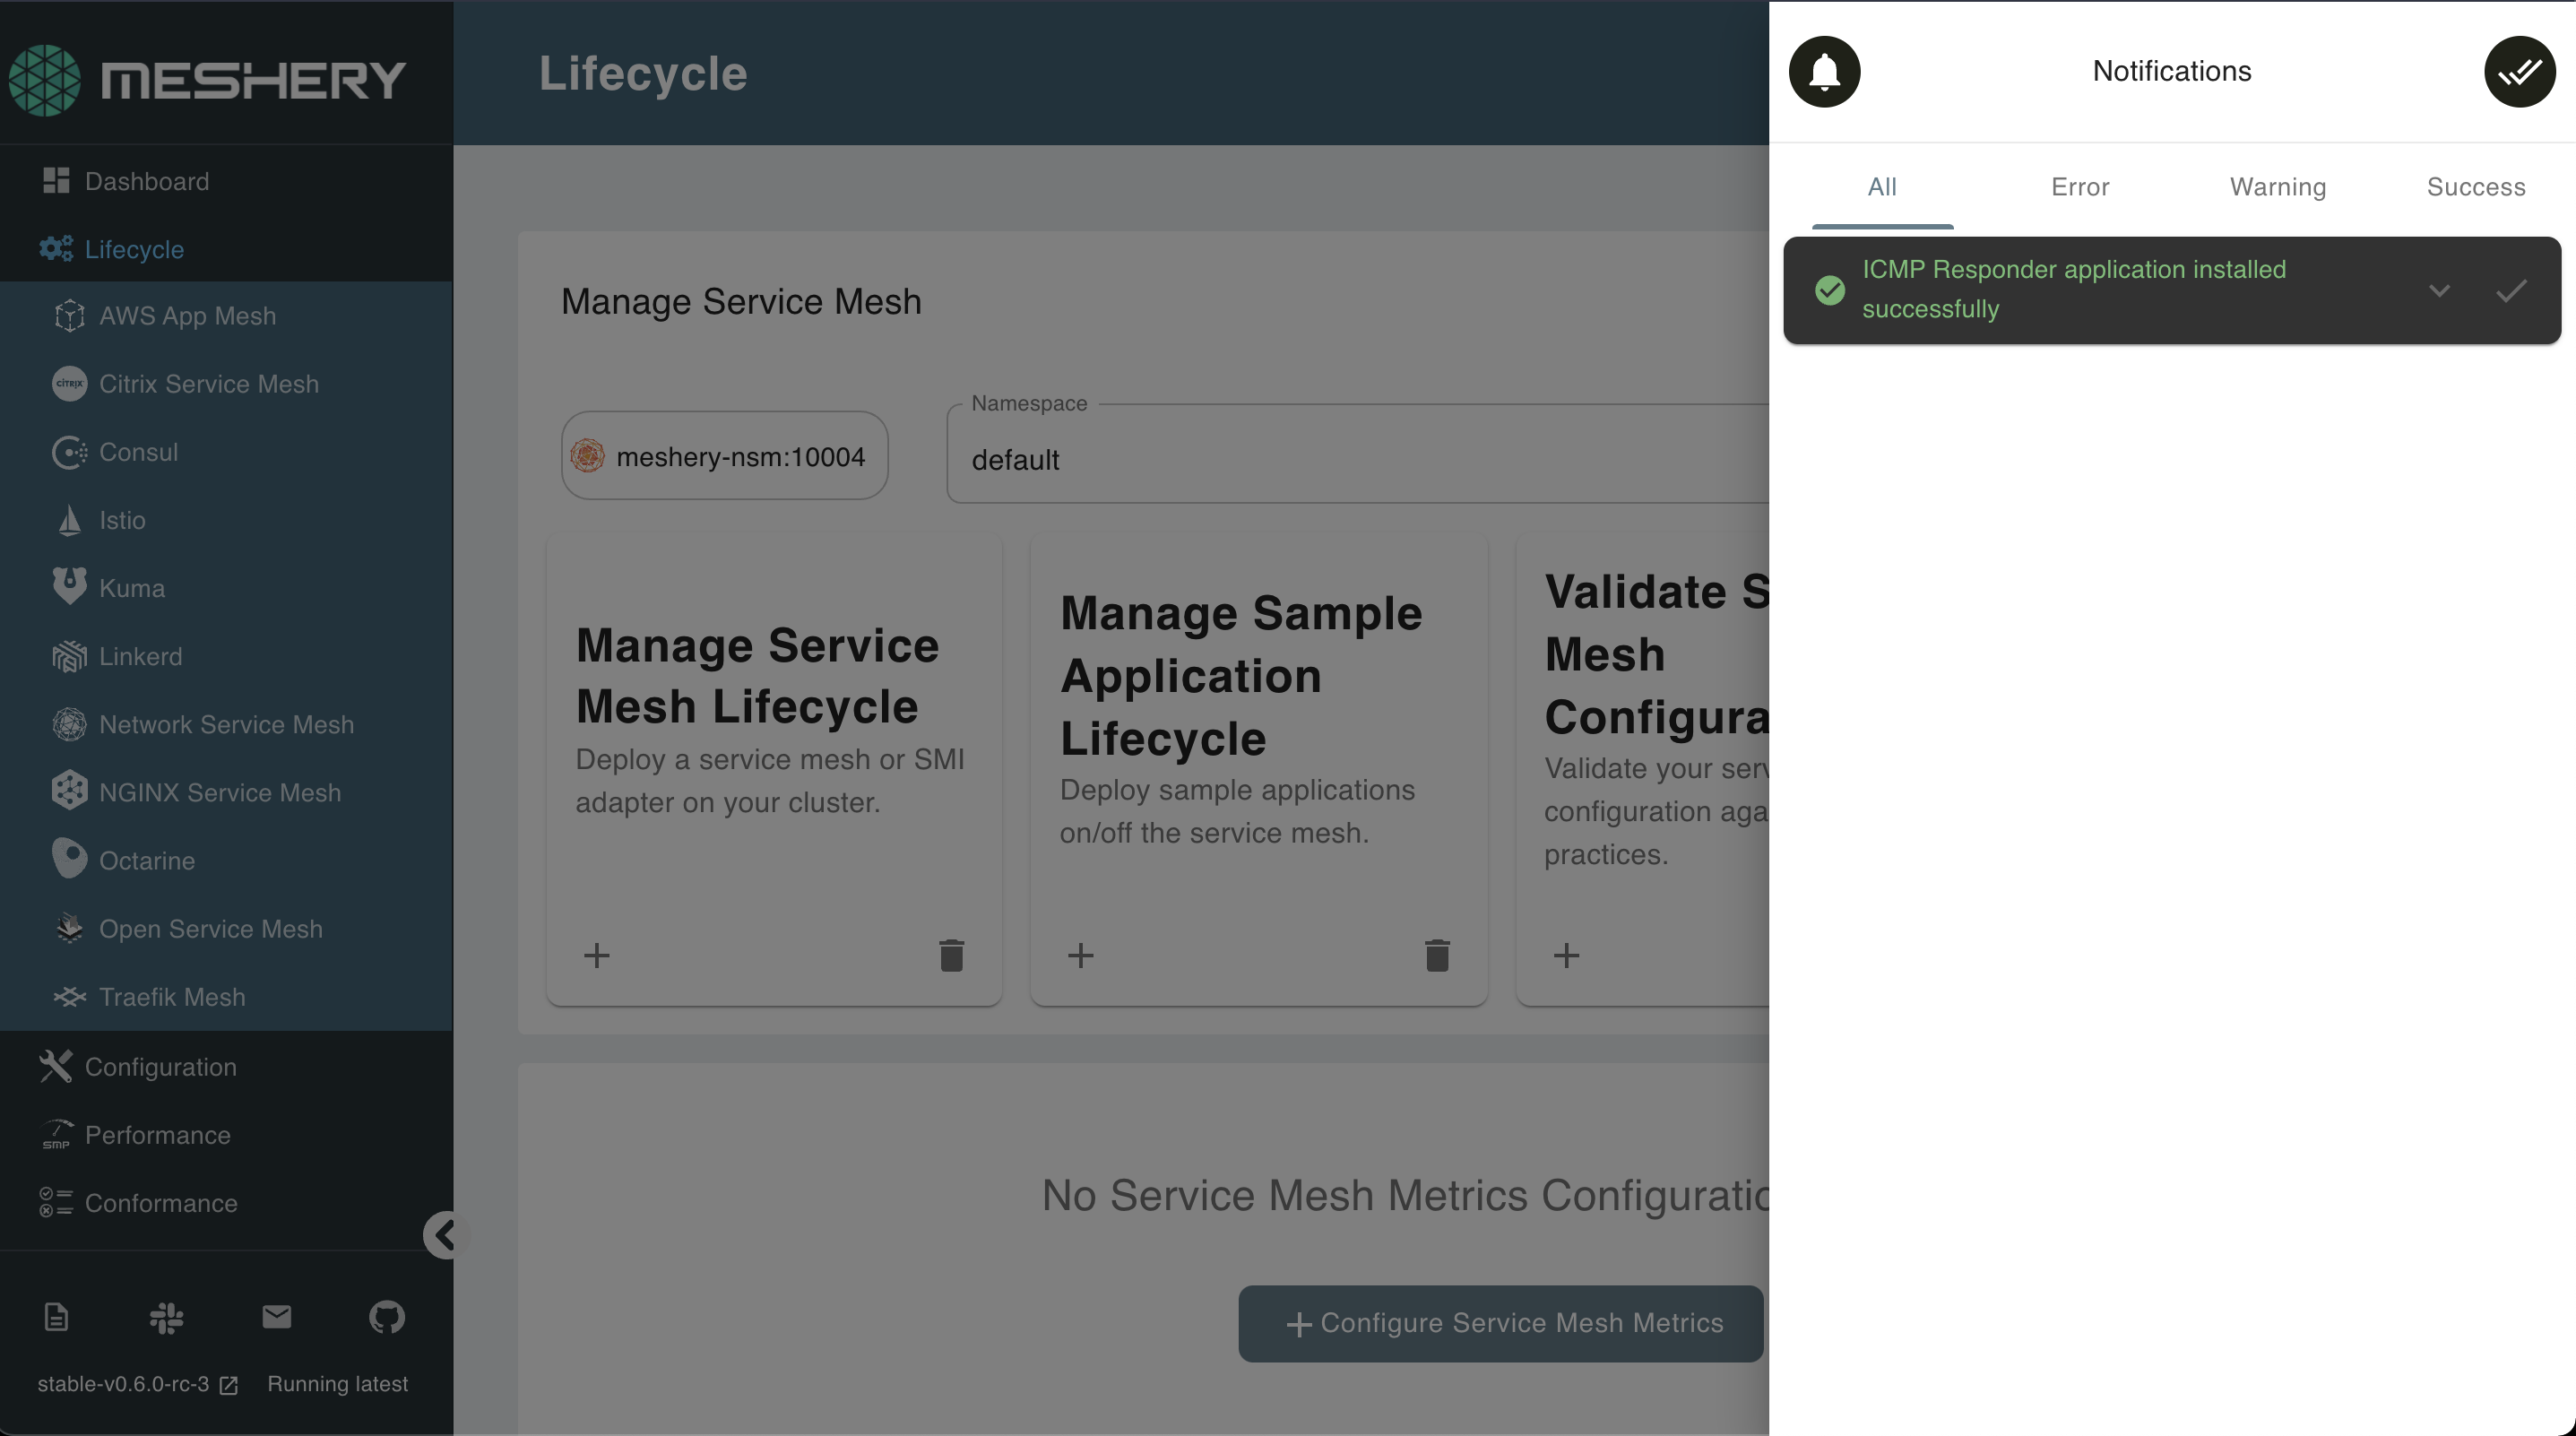 MESHERY
Dashboard
Lifecycle
AWS App Mesh
CITRIX
Citrix Service Mesh
Consul
Istio
Kuma
Linkerd
Network Service Mesh
NGINX Service Mesh
Octarine
Open Service Mesh
Traefik Mesh
Configuration
SMP
Performance
Conformance
stable-v0.6.0-rc-3
Running latest
Lifecycle
Manage Service Mesh
meshery-nsm:10004
Namespace
default
Manage Service
Mesh Lifecycle
Deploy a service mesh or SMI
adapter on your cluster.
Manage Sample
Application
Lifecycle
Deploy sample applications
on/off the service mesh.
Validate S
Mesh
Configura
Validate your serv
configuration aga
practices.
No Service Mesh Metrics Configuratio
Configure Service Mesh Metrics
Notifications
All
Error
Warning
Success
ICMP Responder application installed
successfully